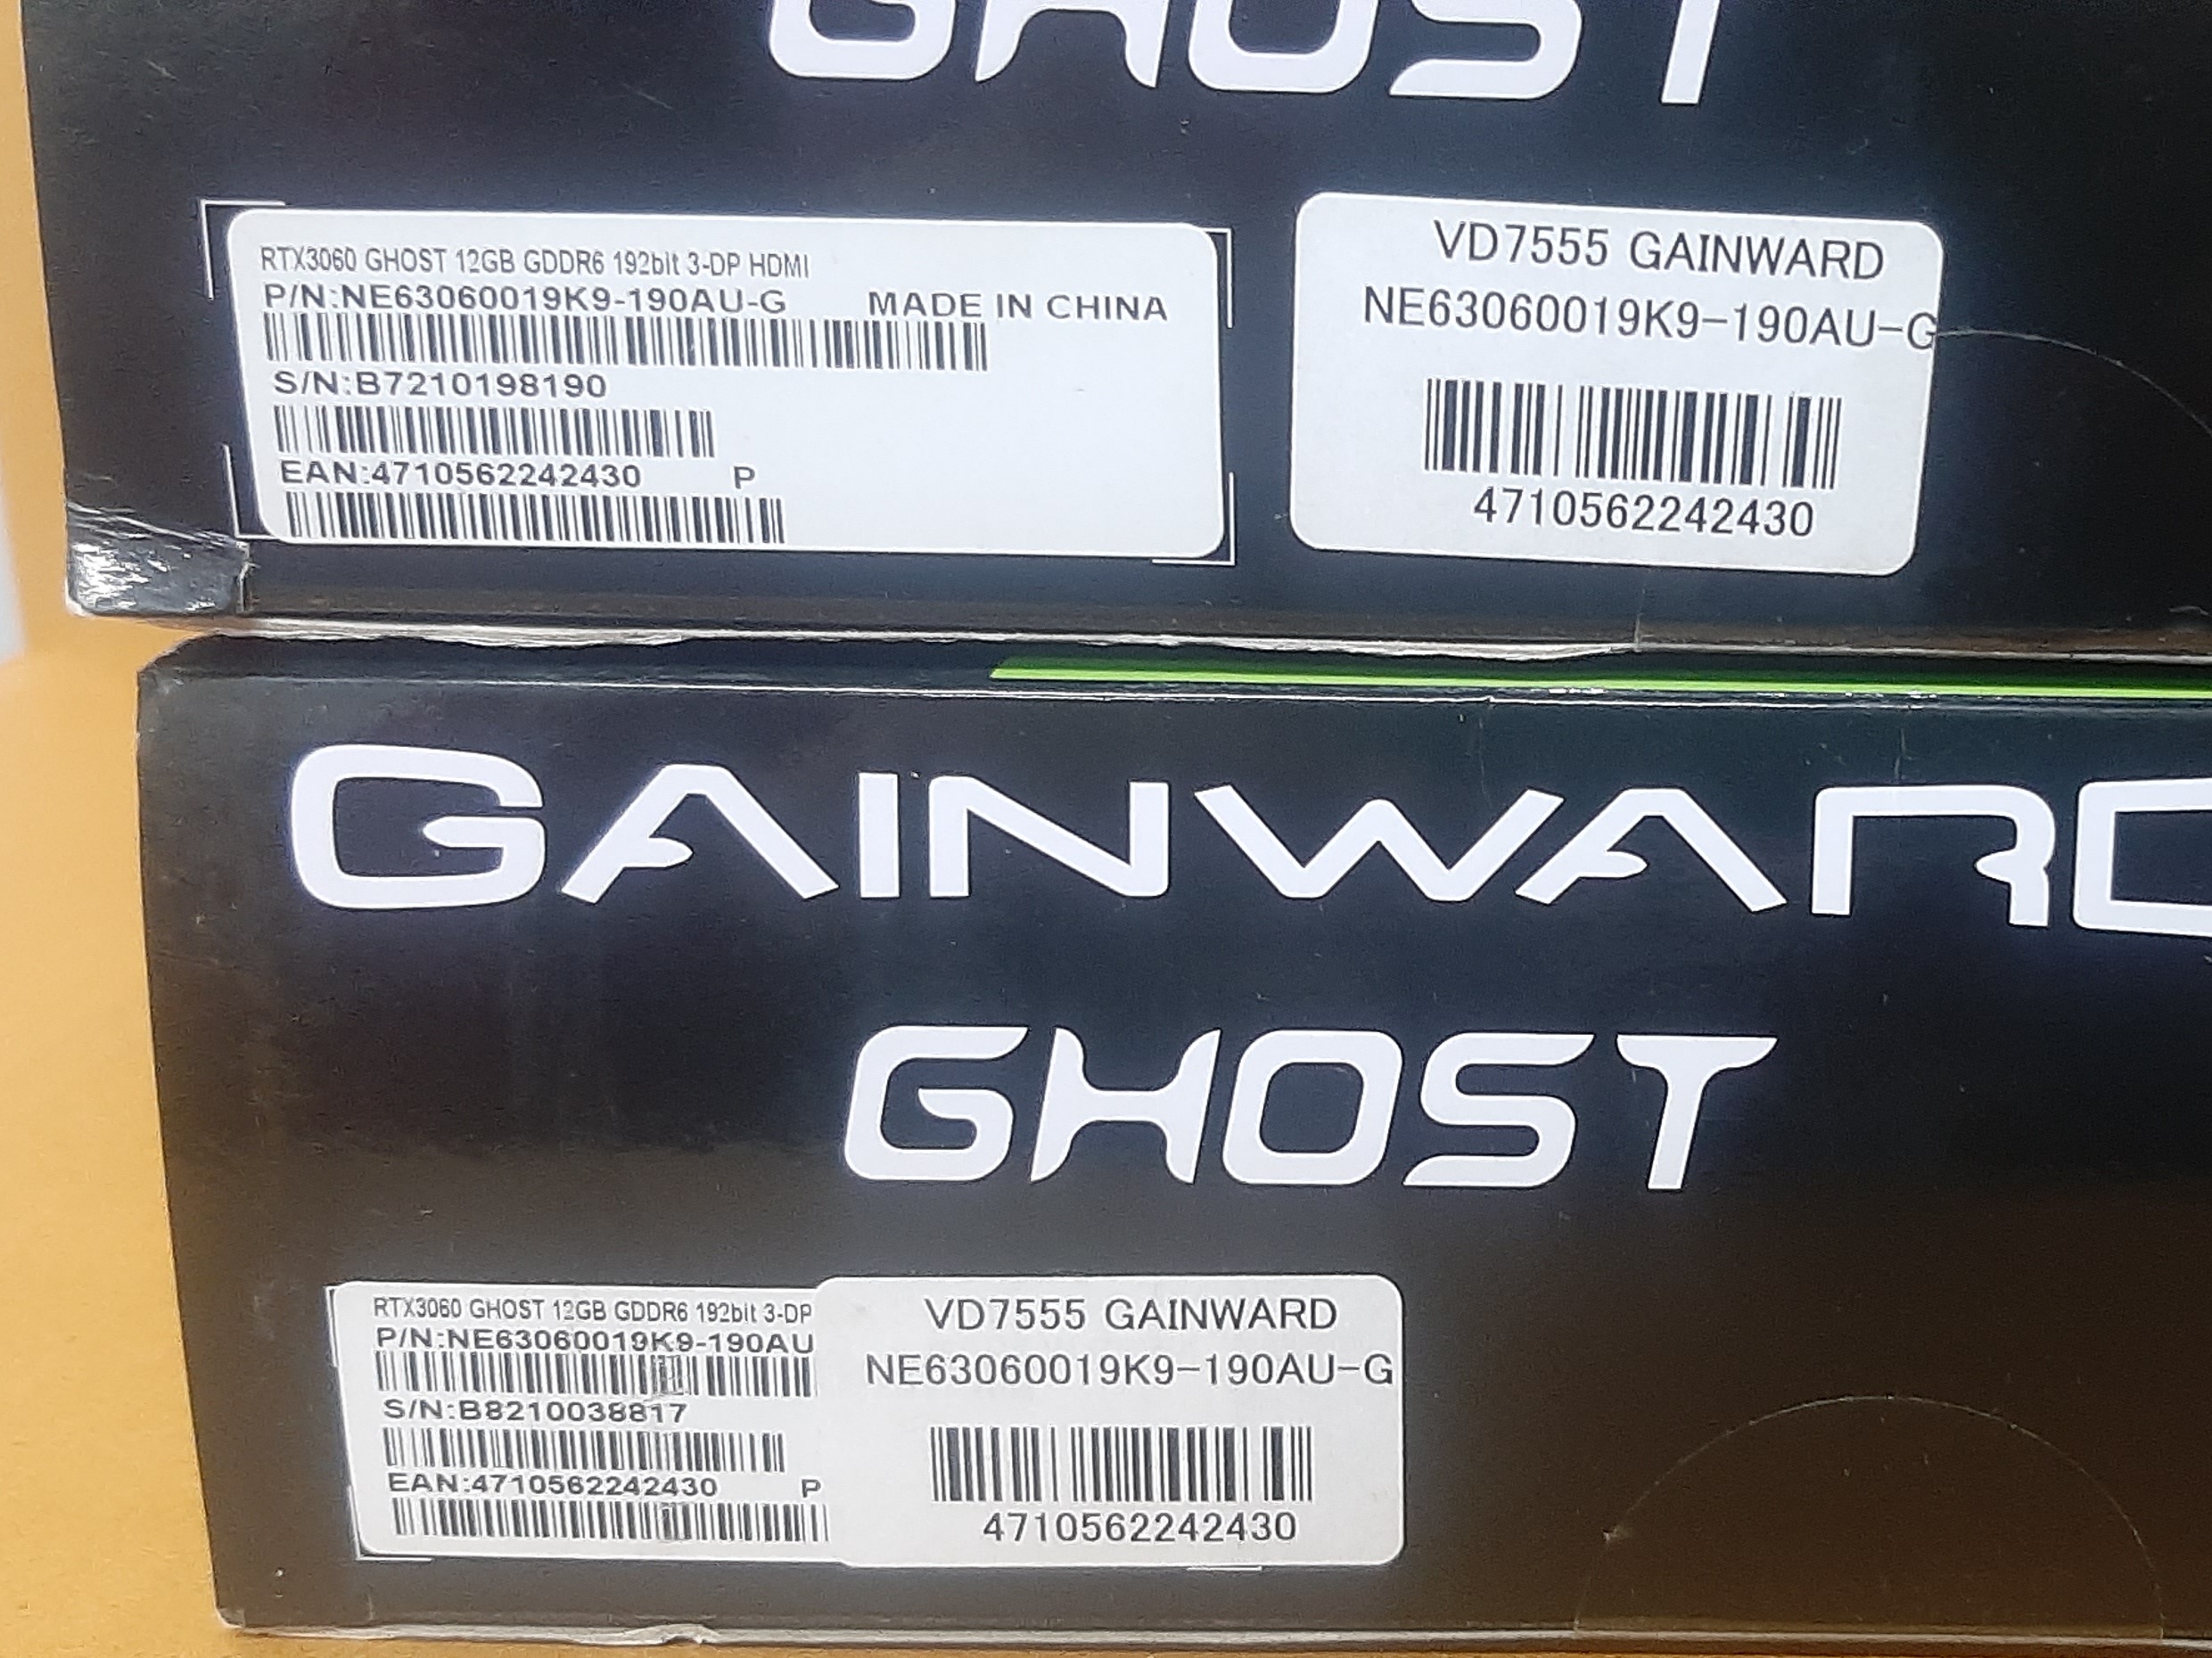 GHOST
RTX3060 GHOST 12GB GDDR6 192bit 3-DP HDMI
P/N:NE63060019K9-190AU-G MADE IN CHINA
S/N:B7210198190
EAN:4710562242430 P
VD7555 GAINWARD
NE63060019K9-190AU-G
4710562242430
GAINWARD
GHOST
RTX3060 GHOST 12GB GDDR6 192bit 3-DP
P/N:NE63060019K9-190AU
S/N:B8210038817
EAN:4710562242430 P
VD7555 GAINWARD
NE63060019K9-190AU-G
4710562242430